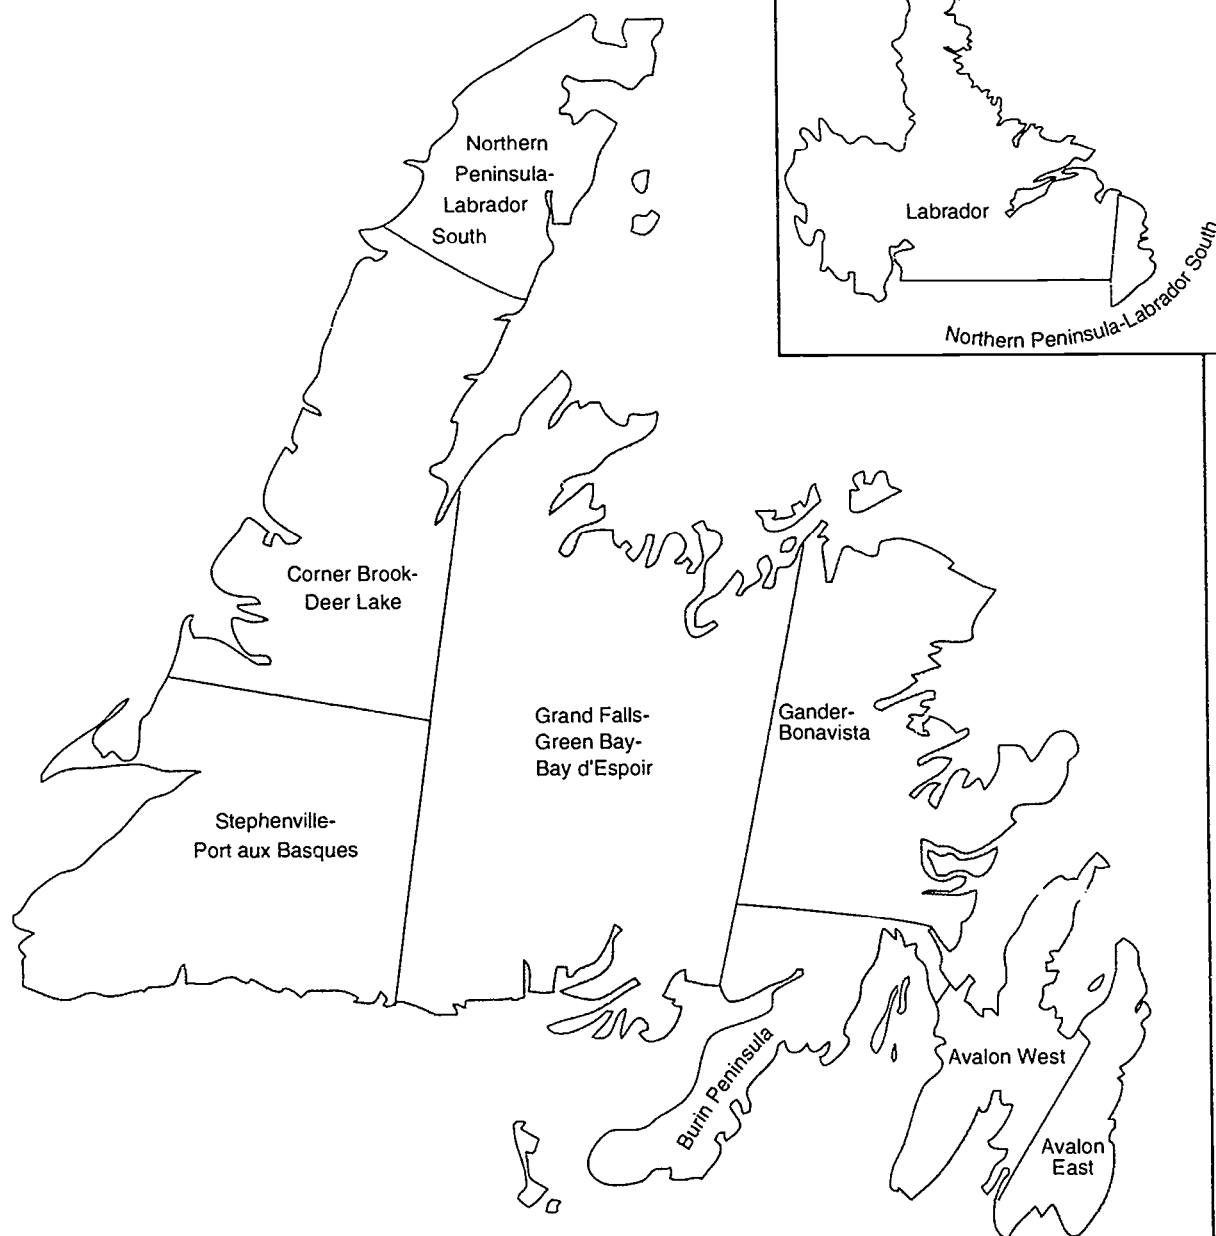 Northern
Peninsula-
Labrador
South
Labrador
Northern Peninsula-Labrador South
Corner Brook-
Deer Lake
Grand Falls-
Green Bay-
Bay d'Espoir
Gander-
Bonavista
Stephenville-
Port aux Basques
Burin Peninsula
Avalon West
Avalon
East